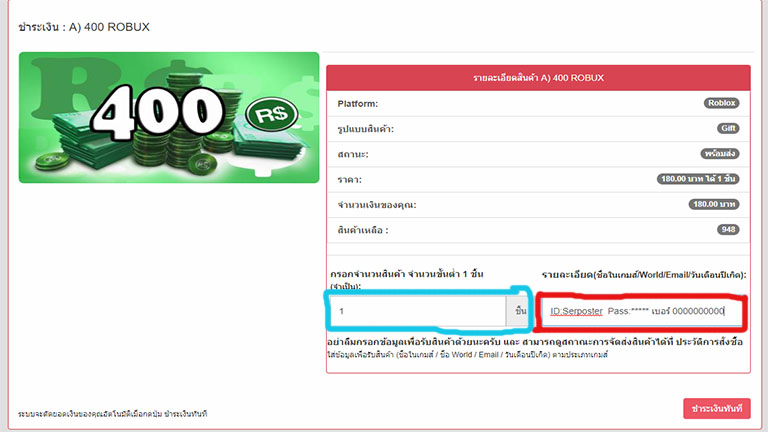 ชำระเงิน : A) 400 ROBUX
400
R$
รายละเอียดสินค้า A) 400 ROBUX
Platform: Roblox
รูปแบบสินค้า: Gift
สถานะ: พร้อมส่ง
ราคา: 180.00 บาท ได้ 1 ชิ้น
จำนวนเงินของคุณ: 180.00 บาท
สินค้าเหลือ : 948
กรอกจำนวนสินค้า จำนวนขั้นต่ำ 1 ชิ้น
(จำเป็น):
1 ชิ้น
รายละเอียด(ชื่อในเกมส์/World/Email/วันเดือนปีเกิด):
ID:Serposter Pass:***** เบอร์ 0000000000
อย่าลืมกรอกข้อมูลเพื่อรับสินค้าด้วยนะครับ และ สามารถดูสถานะการจัดส่งสินค้าได้ที่ ประวัติการสั่งซื้อ
ใส่ข้อมูลเพื่อรับสินค้า (ชื่อในเกมส์ / ชื่อ World / Email / วันเดือนปีเกิด) ตามประเภทเกมส์
ระบบจะตัดยอดเงินของคุณอัตโนมัติเมื่อกดปุ่ม ชำระเงินทันที
ชำระเงินทันที